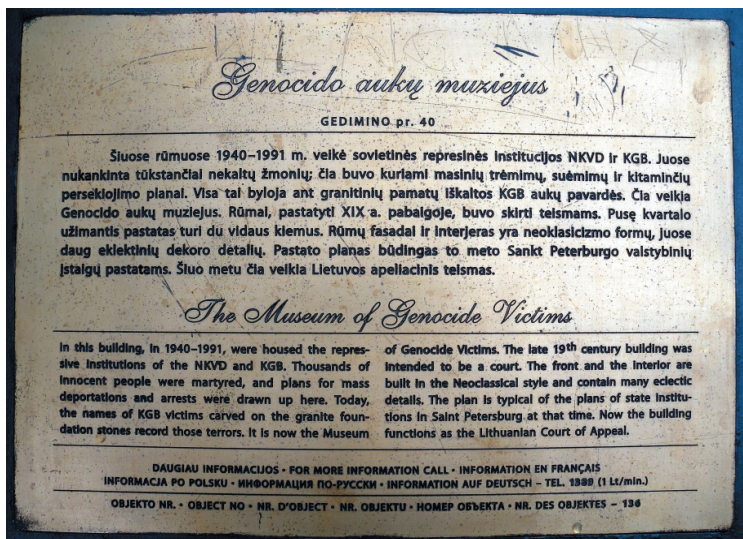 Genocido aukų muziejus
GEDIMINO pr. 40
Šiuose rūmuose 1940–1991 m. veikė sovietinės represinės institucijos NKVD ir KGB. Juose
nukankinta tūkstančiai nekaltų žmonių; čia buvo kuriami masinių trėmimų, suėmimų ir kitaminčių
persekiojimo planai. Visa tai byloja ant granitinių pamatų iškaltos KGB aukų pavardės. Čia veikia
Genocido aukų muziejus. Rūmai, pastatyti XIX a. pabaigoje, buvo skirti teismams. Pusę kvartalo
užimantis pastatas turi du vidaus kiemus. Rūmų fasadai ir interjeras yra neoklasicizmo formų, juose
daug eklektinių dekoro detalių. Pastato planas būdingas to meto Sankt Peterburgo valstybinių
įstaigų pastatams. Šiuo metu čia veikia Lietuvos apeliacinis teismas.
The Museum of Genocide Victims
In this building, in 1940–1991, were housed the repres-
sive institutions of the NKVD and KGB. Thousands of
innocent people were martyred, and plans for mass
deportations and arrests were drawn up here. Today,
the names of KGB victims carved on the granite foun-
dation stones record those terrors. It is now the Museum
of Genocide Victims. The late 19th century building was
intended to be a court. The front and the interior are
built in the Neoclassical style and contain many eclectic
details. The plan is typical of the plans of state institu-
tions in Saint Petersburg at that time. Now the building
functions as the Lithuanian Court of Appeal.
DAUGIAU INFORMACIJOS • FOR MORE INFORMATION CALL • INFORMATION EN FRANÇAIS
INFORMACJA PO POLSKU • ИНФОРМАЦИЯ ПО-РУССКИ • INFORMATION AUF DEUTSCH – TEL. (1 Lt/min.)
OBJEKTO NR. • OBJECT NO • NR. D'OBJECT • NR. OBJEKTU • НОМЕР ОБЪЕКТА • NR. DES OBJEKTES – 136